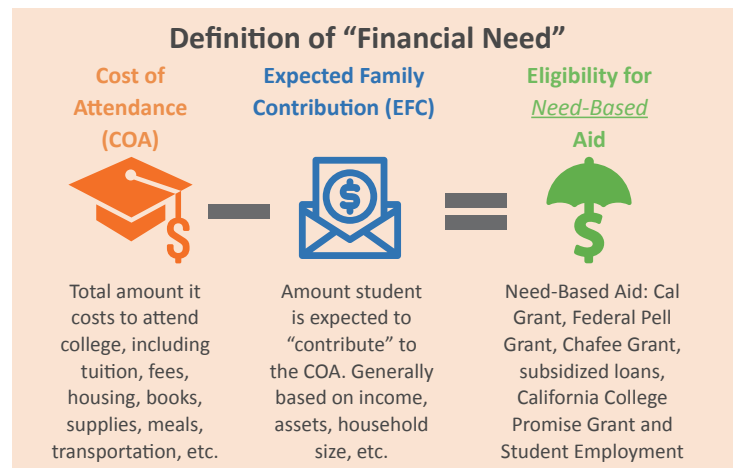 Definition of “Financial Need”
Cost of
Attendance
(COA)
Expected Family
Contribution (EFC)
Eligibility for
Need-Based
Aid
$
$
$
Total amount it
costs to attend
college, including
tuition, fees,
housing, books,
supplies, meals,
transportation, etc.
Amount student
is expected to
“contribute” to
the COA. Generally
based on income,
assets, household
size, etc.
Need-Based Aid: Cal
Grant, Federal Pell
Grant, Chafee Grant,
subsidized loans,
California College
Promise Grant and
Student Employment